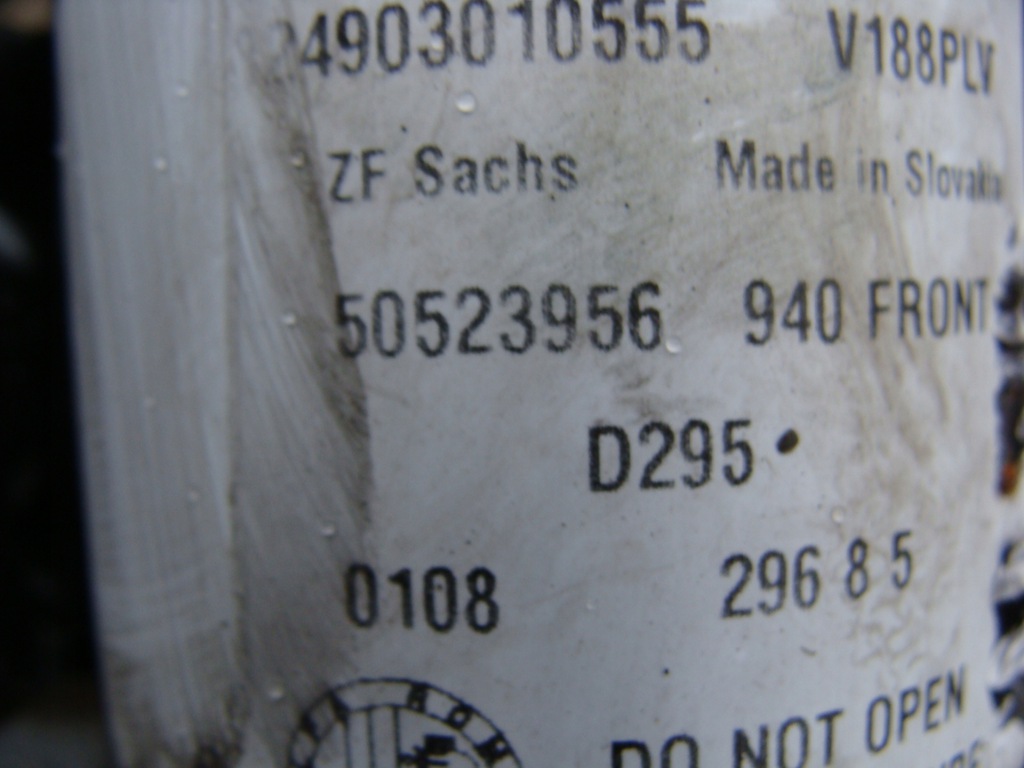 4903010555 V188PLV
ZF Sachs Made in Slovakia
50523956 940 FRONT
D295
0108 296 8 5
DO NOT OPEN